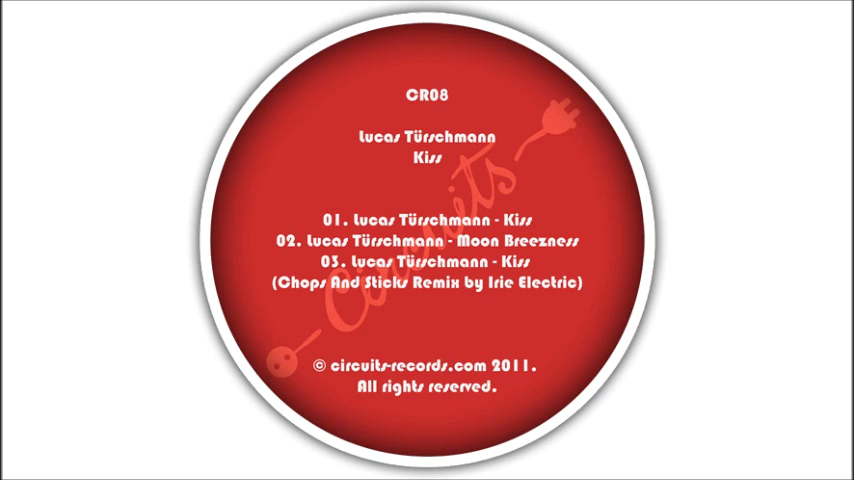 CR08
Lucas Türschmann
Kiss
Circuits
01. Lucas Türschmann - Kiss
02. Lucas Türschmann - Moon Breezness
03. Lucas Türschmann - Kiss
(Chops And Sticks Remix by Irie Electric)
© circuits-records.com 2011.
All rights reserved.